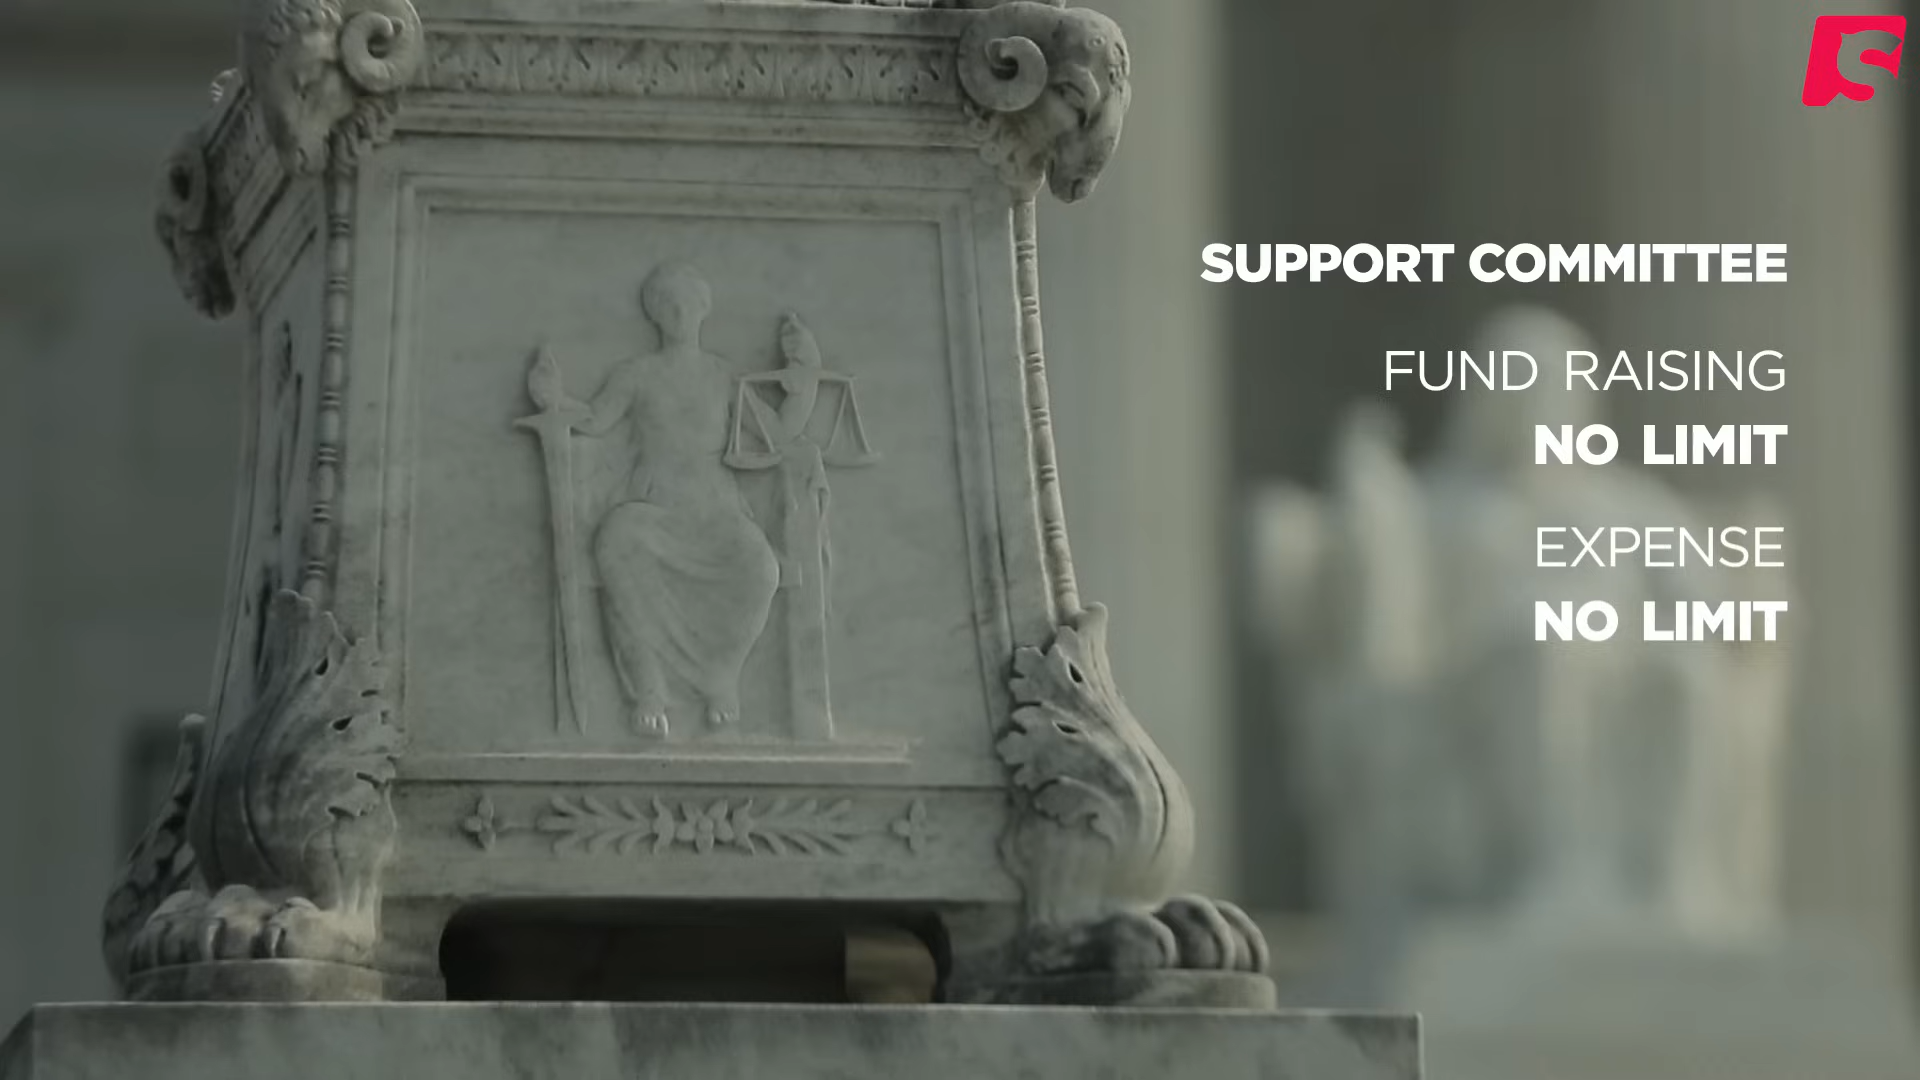 SUPPORT COMMITTEE
FUND RAISING
NO LIMIT
EXPENSE
NO LIMIT